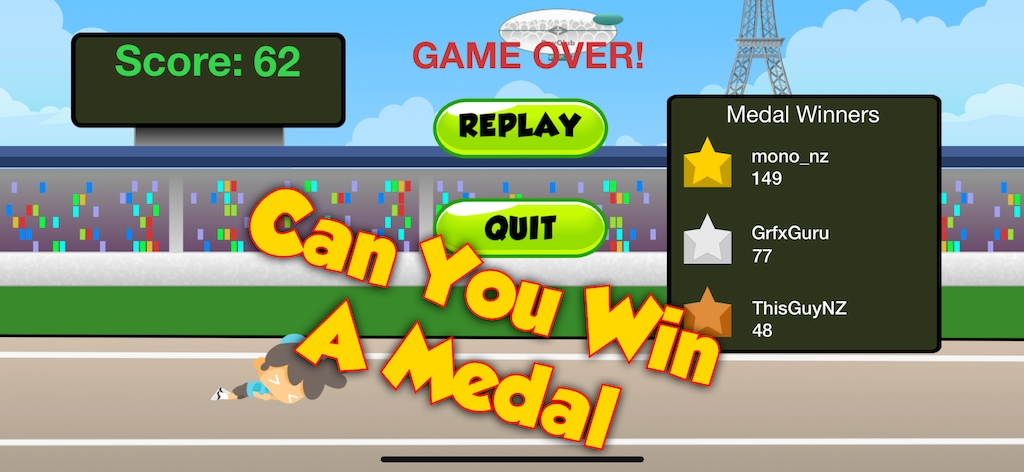 Score: 62
GAME OVER!
REPLAY
QUIT
Medal Winners
mono_nz
149
GrfxGuru
77
ThisGuyNZ
48
Can You Win
A Medal